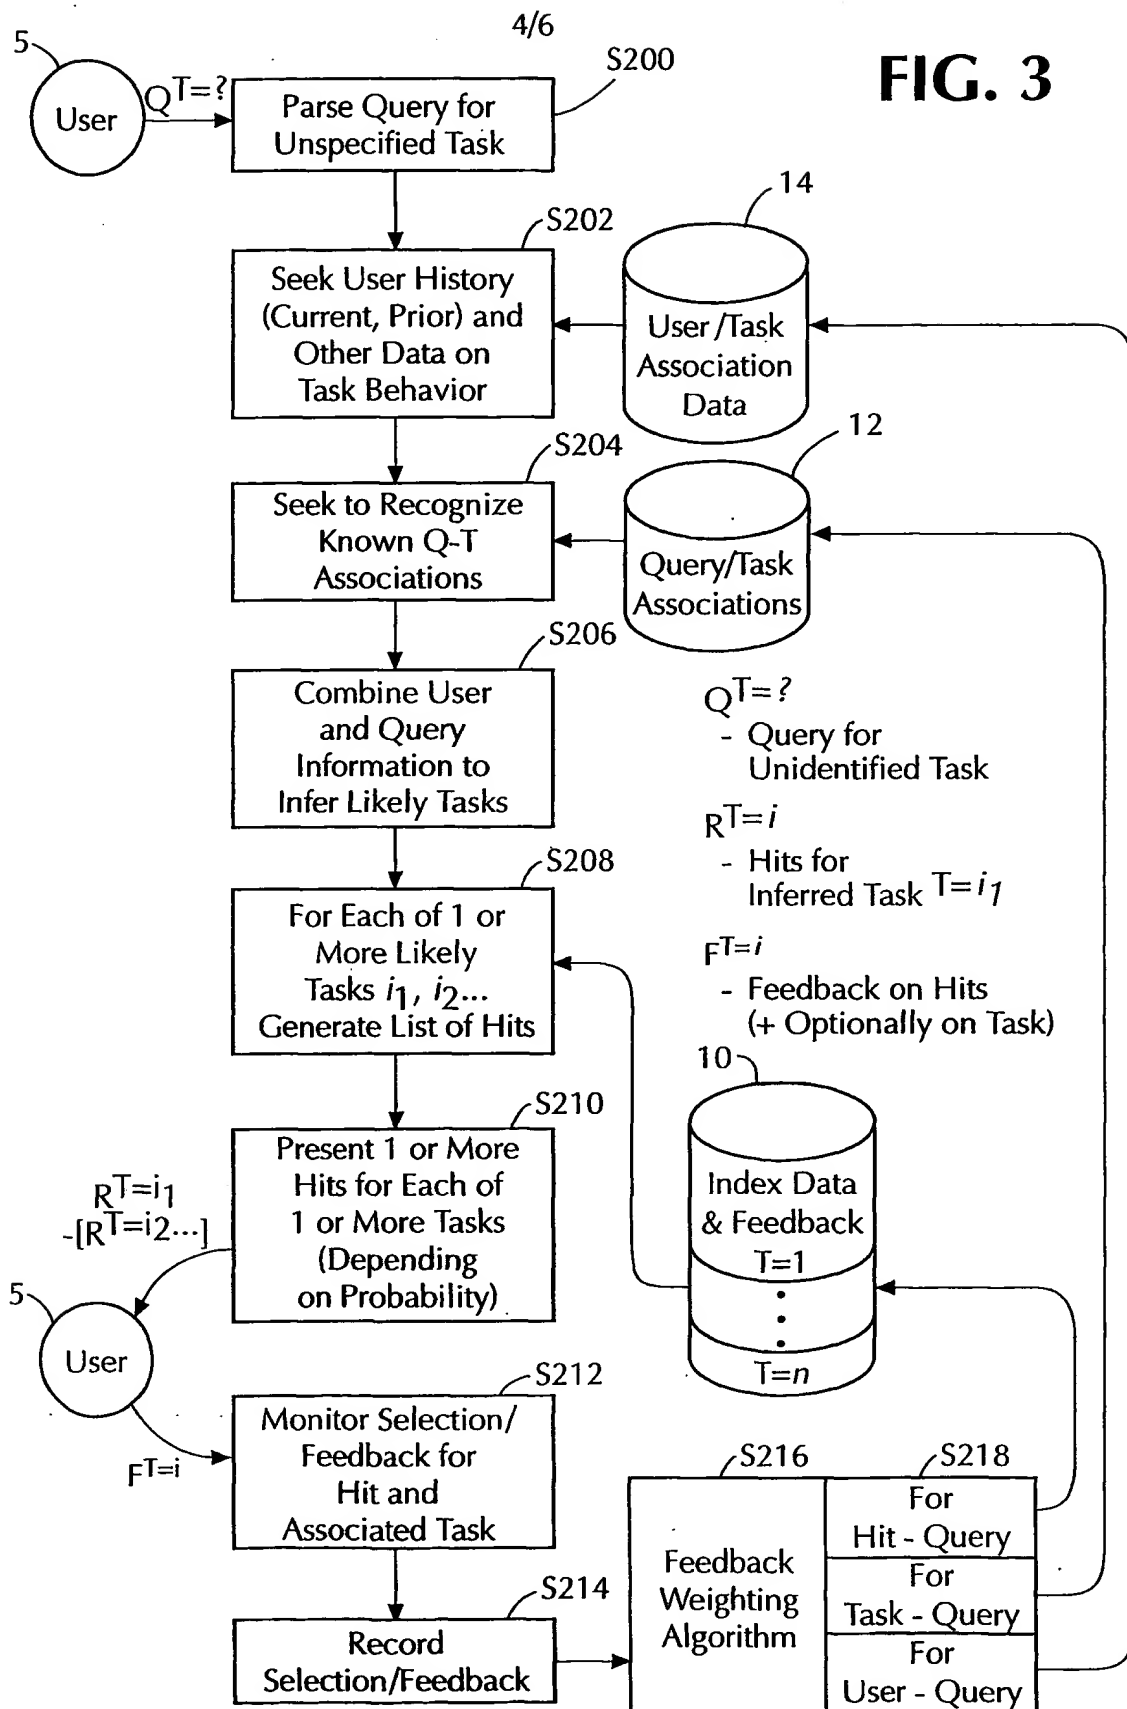 4/6
FIG. 3
5
User
Q^T=?
S200
Parse Query for
Unspecified Task
S202
Seek User History
(Current, Prior) and
Other Data on
Task Behavior
14
User/Task
Association
Data
S204
Seek to Recognize
Known Q-T
Associations
12
Query/Task
Associations
S206
Combine User
and Query
Information to
Infer Likely Tasks
Q^T=?
- Query for
Unidentified Task
R^T=i
- Hits for
Inferred Task T=i1
F^T=i
- Feedback on Hits
(+ Optionally on Task)
S208
For Each of 1 or
More Likely
Tasks i1, i2...
Generate List of Hits
10
Index Data
& Feedback
T=1
T=n
S210
Present 1 or More
Hits for Each of
1 or More Tasks
(Depending
on Probability)
R^T=i1
-[R^T=i2...]
5
User
F^T=i
S212
Monitor Selection/
Feedback for
Hit and
Associated Task
S214
Record
Selection/Feedback
S216
Feedback
Weighting
Algorithm
S218
For
Hit - Query
For
Task - Query
For
User - Query